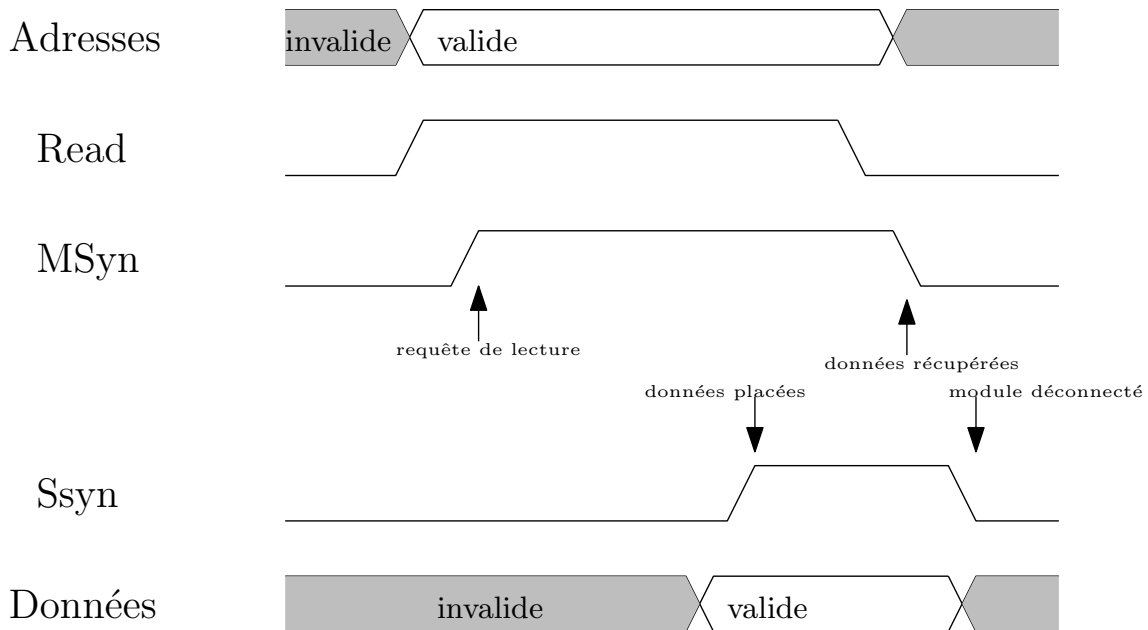 Adresses
invalide
valide
Read
MSyn
requête de lecture
données récupérées
données placées
module déconnecté
Ssyn
Données
invalide
valide